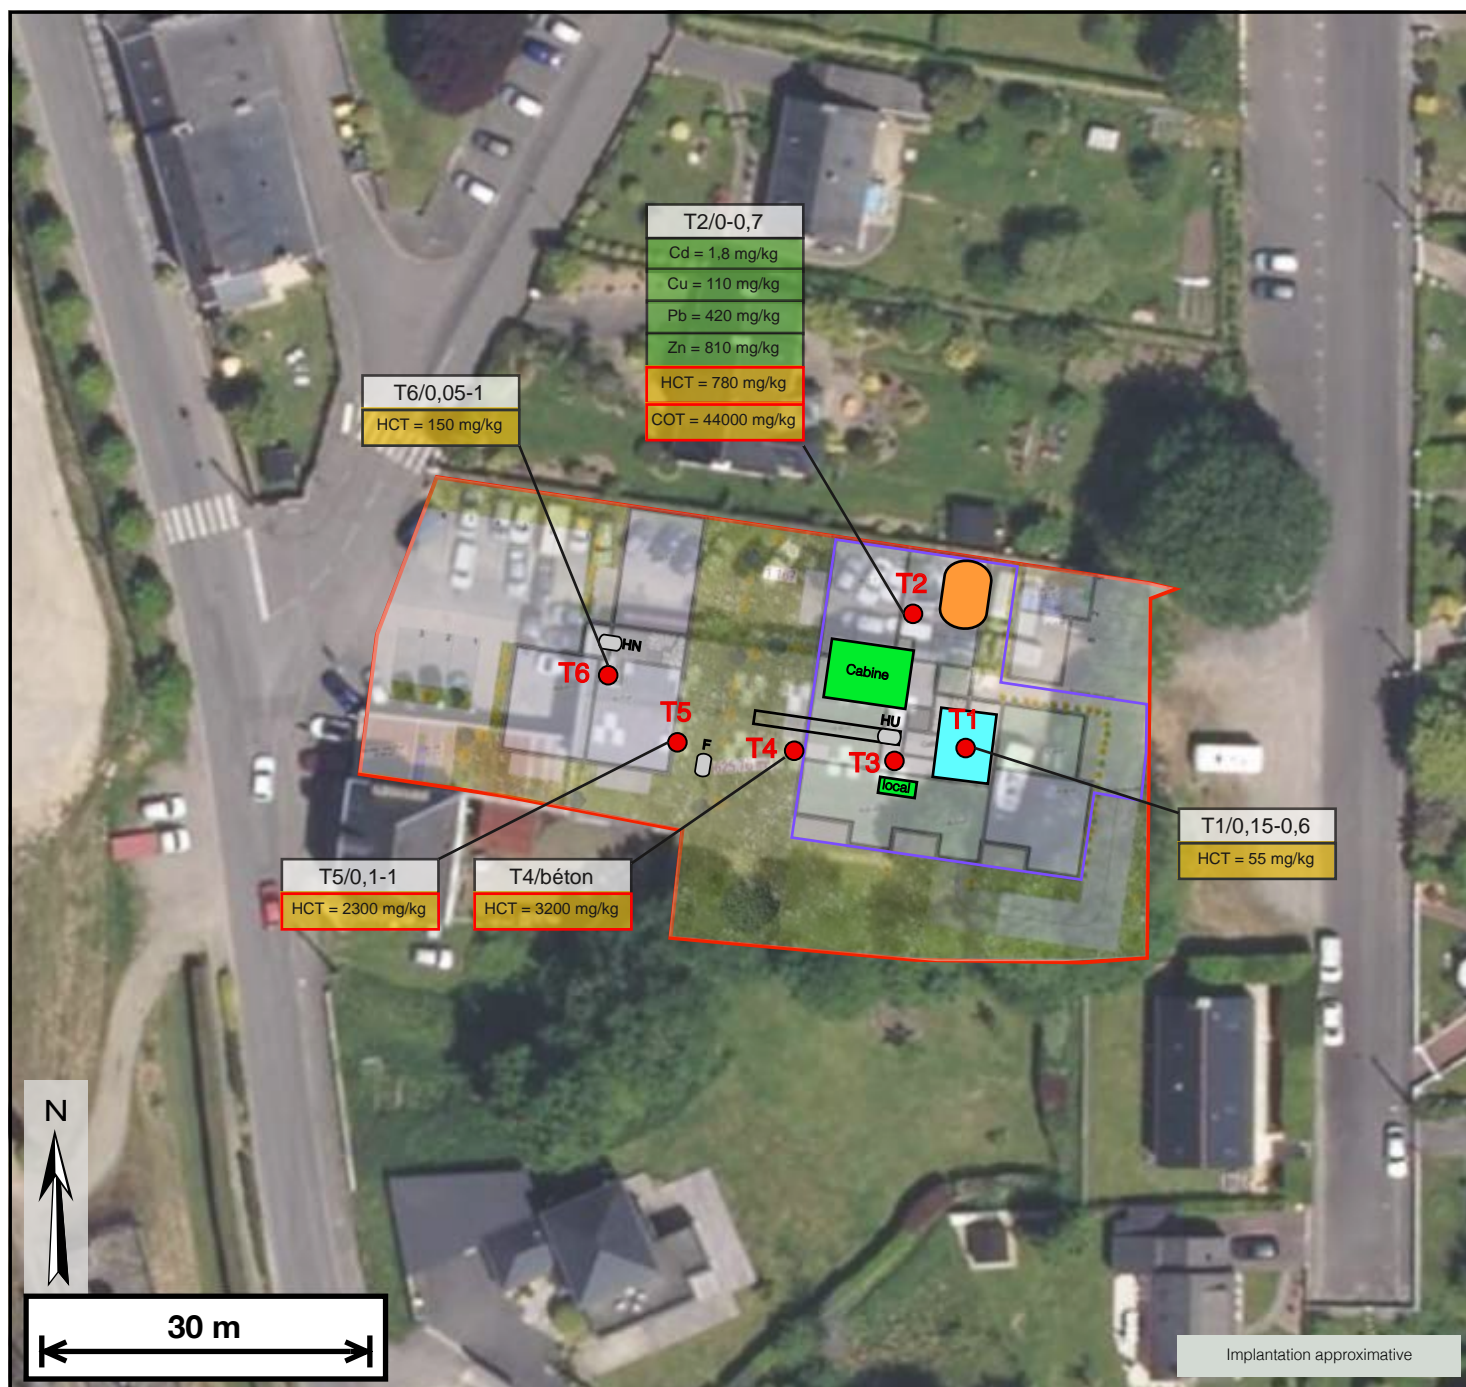 T2/0-0,7
Cd = 1,8 mg/kg
Cu = 110 mg/kg
Pb = 420 mg/kg
Zn = 810 mg/kg
HCT = 780 mg/kg
COT = 44000 mg/kg
T6/0,05-1
HCT = 150 mg/kg
T2
HN
T6
Cabine
T5
F
T4
HU
T1
T3
local
T1/0,15-0,6
HCT = 55 mg/kg
T5/0,1-1
HCT = 2300 mg/kg
T4/béton
HCT = 3200 mg/kg
N
30 m
Implantation approximative